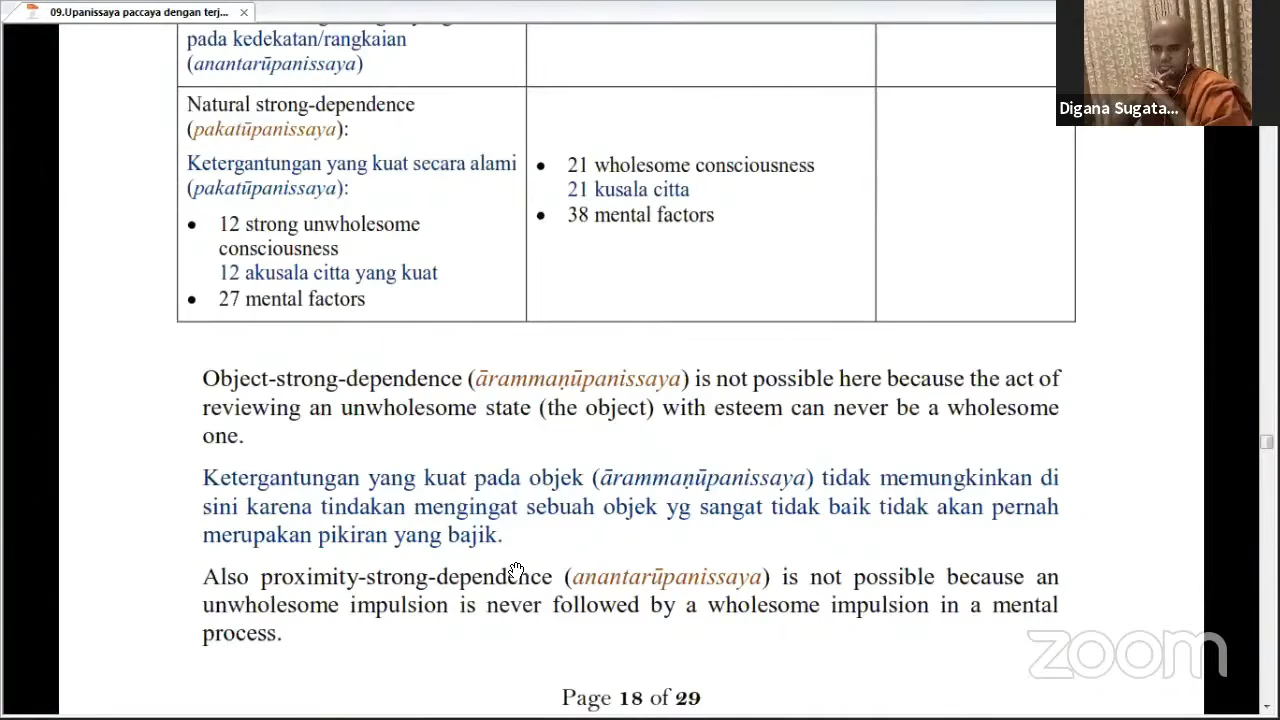 09.Upanissaya paccaya dengan terj...
pada kedekatan/rangkaian
(anantarūpanissaya)
Natural strong-dependence
(pakatūpanissaya):
Ketergantungan yang kuat secara alami
(pakatūpanissaya):
• 12 strong unwholesome
consciousness
12 akusala citta yang kuat
• 27 mental factors
• 21 wholesome consciousness
21 kusala citta
• 38 mental factors
Digana Sugata...
Object-strong-dependence (ārammaṇūpanissaya) is not possible here because the act of
reviewing an unwholesome state (the object) with esteem can never be a wholesome
one.
Ketergantungan yang kuat pada objek (ārammaṇūpanissaya) tidak memungkinkan di
sini karena tindakan mengingat sebuah objek yg sangat tidak baik tidak akan pernah
merupakan pikiran yang bajik.
Also proximity-strong-dependence (anantarūpanissaya) is not possible because an
unwholesome impulsion is never followed by a wholesome impulsion in a mental
process.
zoom
Page 18 of 29